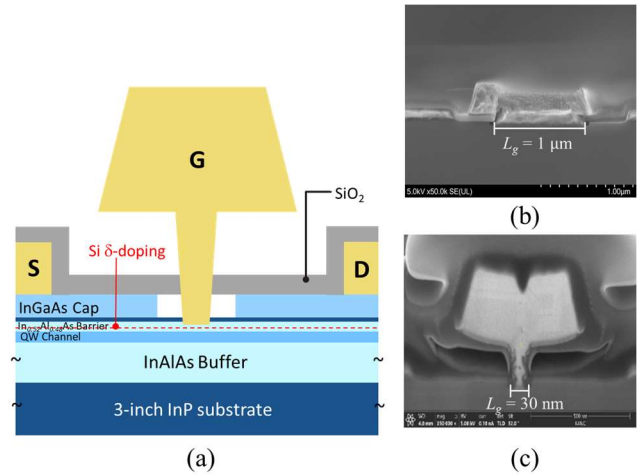 G
SiO2
Si δ-doping
S
D
InGaAs Cap
In0.52Al0.48As Barrier
QW Channel
~ ~
InAlAs Buffer
~ ~
3-inch InP substrate
(a)
Lg = 1 μm
5.0kV x50.0k SE(UL)
1.00μm
(b)
Lg = 30 nm
(c)